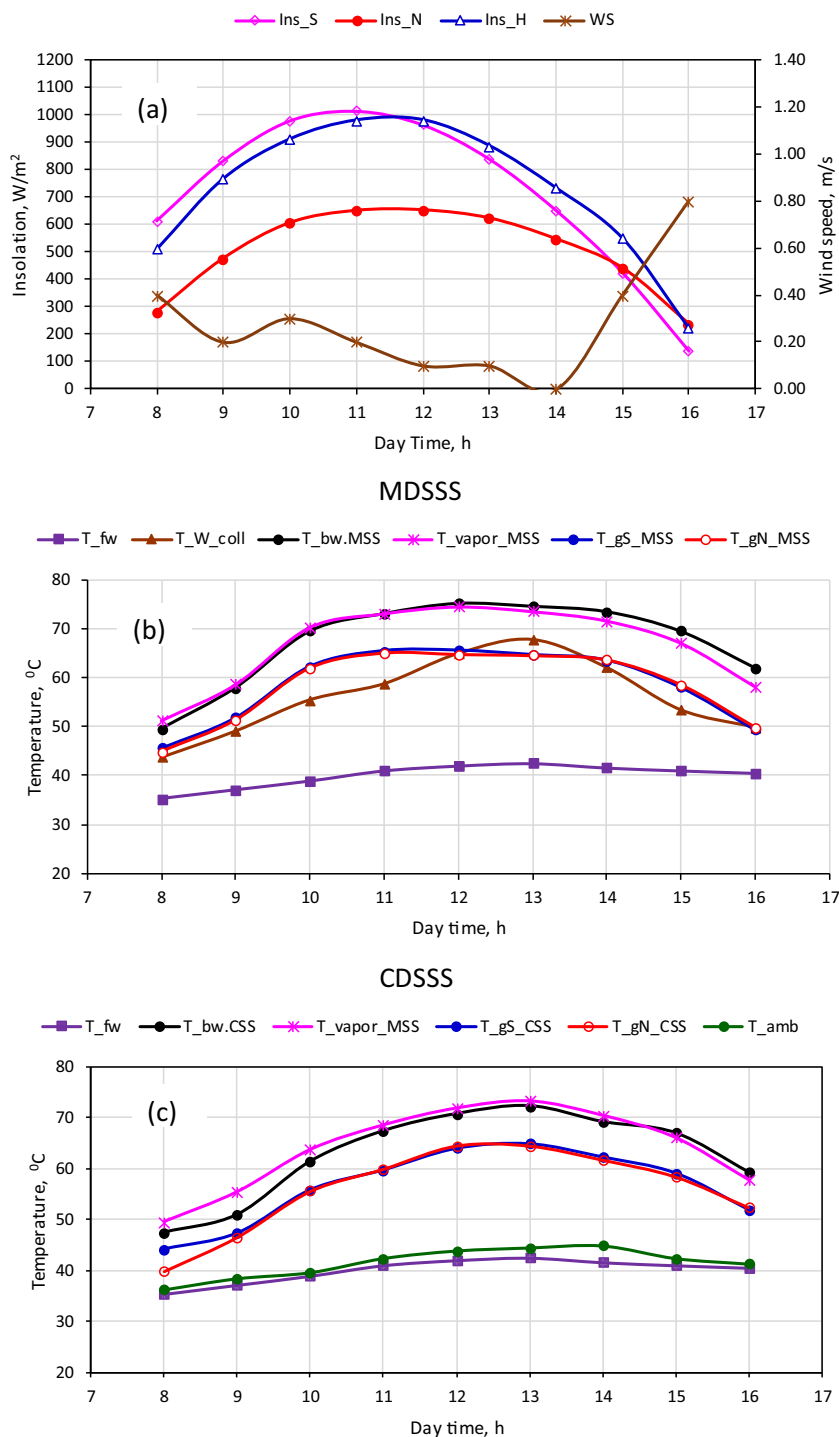 Ins_S Ins_N Ins_H WS
1200 1.40
1100
1000 1.20
900
800 1.00
700 0.80
600
500 0.60
400
300 0.40
200 0.20
100
0 0.00
(a)
Insolation, W/m²
Wind speed, m/s
7 8 9 10 11 12 13 14 15 16 17
Day Time, h
MDSSS
T_fw T_W_coll T_bw.MSS T_vapor_MSS T_gS_MSS T_gN_MSS
80
70
60
50
40
30
20
(b)
Temperature, ⁰C
7 8 9 10 11 12 13 14 15 16 17
Day time, h
CDSSS
T_fw T_bw.CSS T_vapor_MSS T_gS_CSS T_gN_CSS T_amb
80
70
60
50
40
30
20
(c)
Temperature, ⁰C
7 8 9 10 11 12 13 14 15 16 17
Day time, h